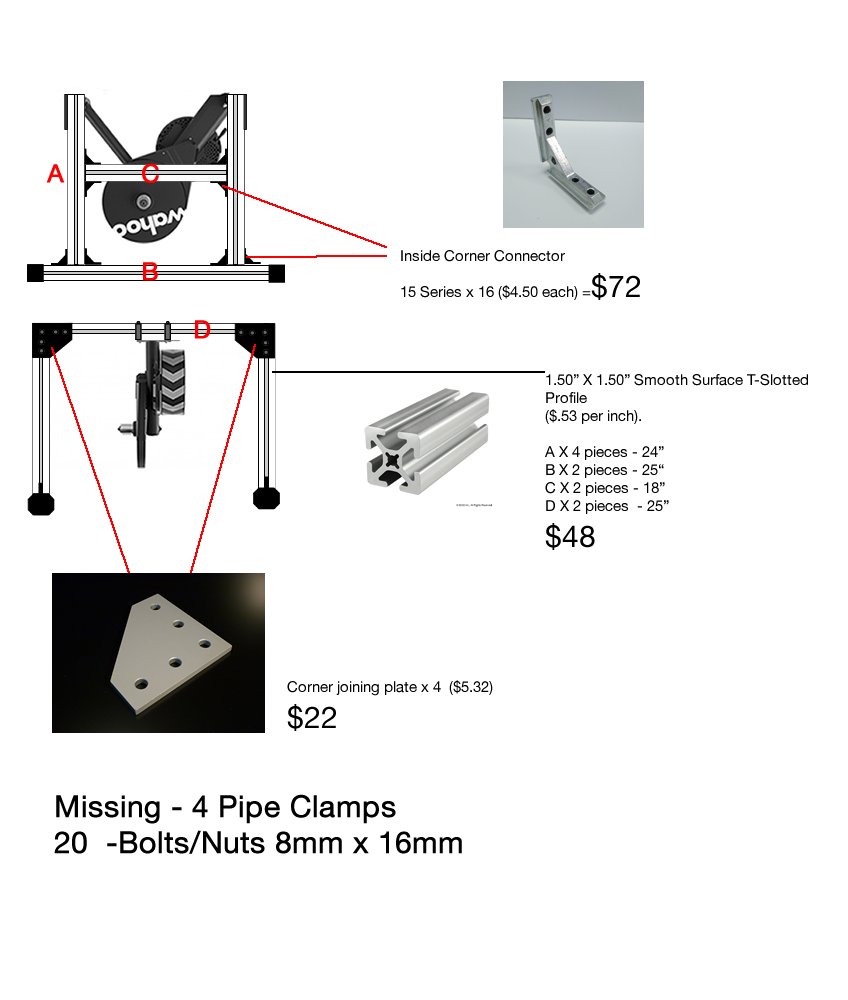 A
C
wahoo
B
Inside Corner Connector
15 Series x 16 ($4.50 each) =$72
D
1.50” X 1.50” Smooth Surface T-Slotted
Profile
($.53 per inch).
A X 4 pieces - 24”
B X 2 pieces - 25“
C X 2 pieces - 18”
D X 2 pieces  - 25”
$48
Corner joining plate x 4  ($5.32)
$22
Missing - 4 Pipe Clamps
20  -Bolts/Nuts 8mm x 16mm